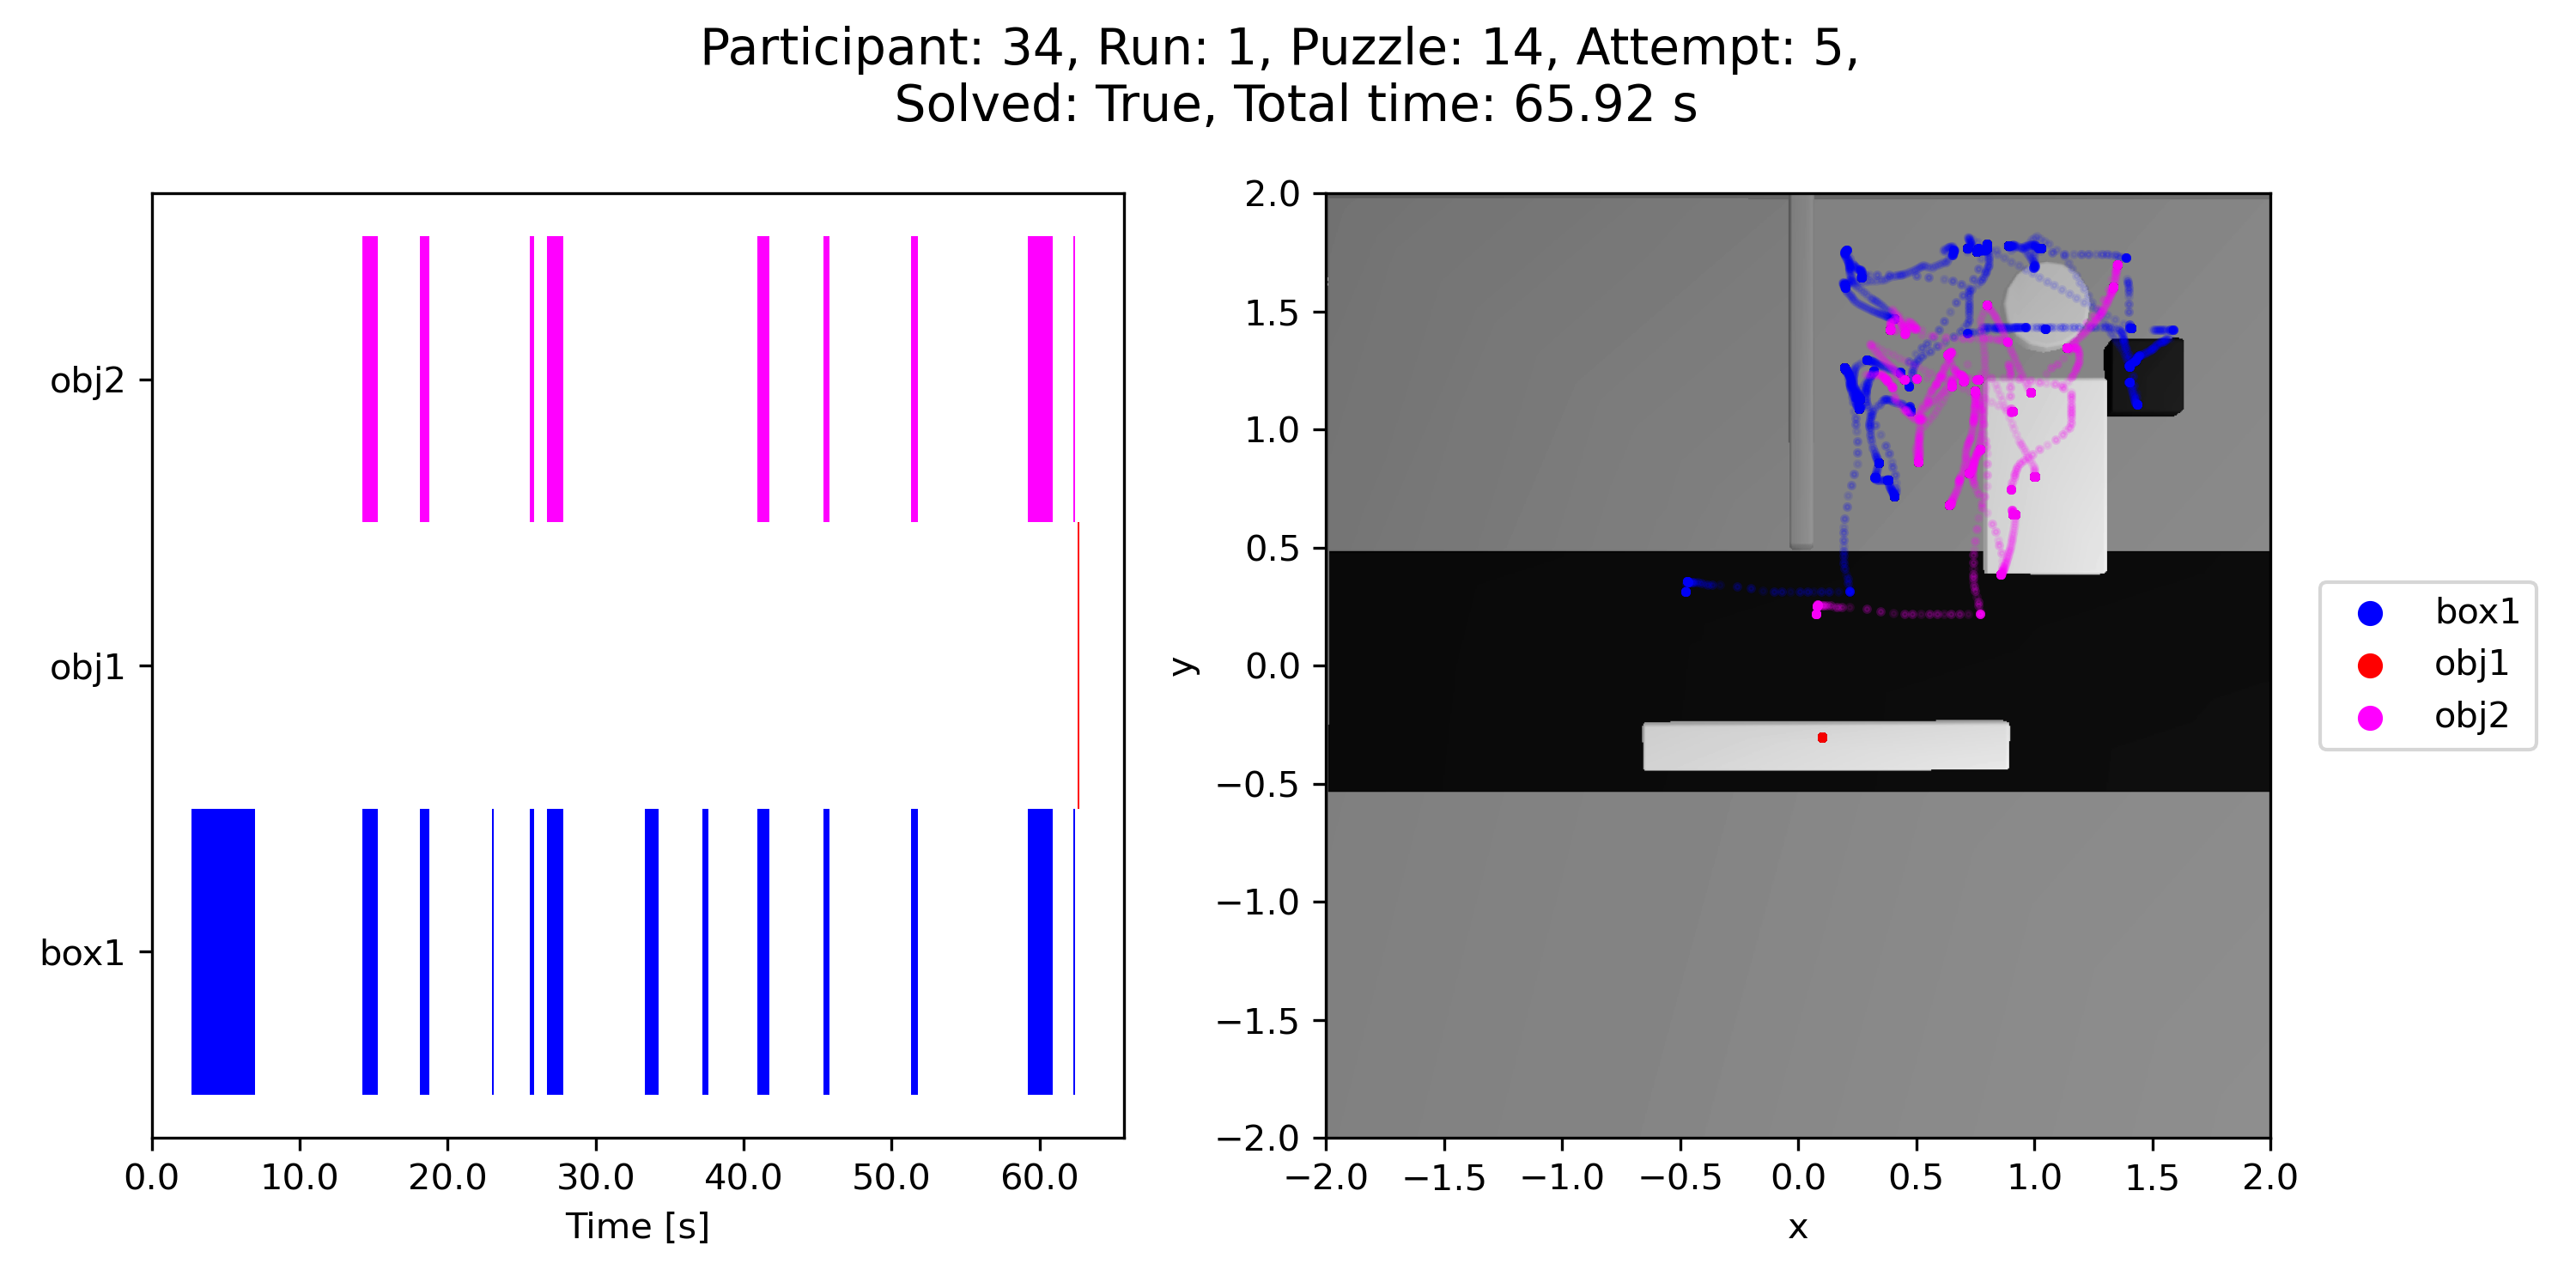 Participant: 34, Run: 1, Puzzle: 14, Attempt: 5,
Solved: True, Total time: 65.92 s
obj2
obj1
box1
0.0 10.0 20.0 30.0 40.0 50.0 60.0
Time [s]
2.0
1.5
1.0
0.5
0.0
−0.5
−1.0
−1.5
−2.0
y
−2.0 −1.5 −1.0 −0.5 0.0 0.5 1.0 1.5 2.0
x
box1
obj1
obj2